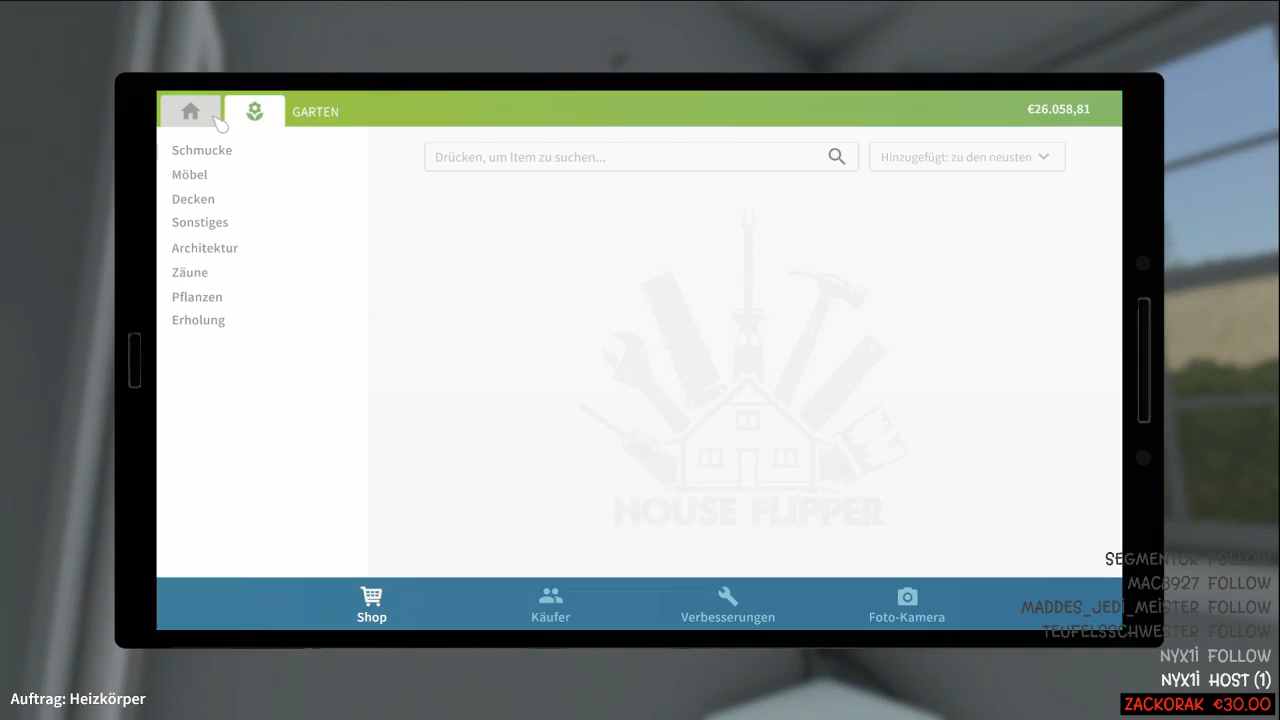 GARTEN
€26.058,81
Schmucke
Möbel
Decken
Sonstiges
Architektur
Zäune
Pflanzen
Erholung
Drücken, um Item zu suchen...
Hinzugefügt: zu den neusten
HOUSE FLIPPER
Shop
Käufer
Verbesserungen
Foto-Kamera
Auftrag: Heizkörper
SEGMENTOR FOLLOW
MAC8927 FOLLOW
MADDES_JEDI_MEISTER FOLLOW
TEUFELSSCHWESTER FOLLOW
NYX1I FOLLOW
NYX1I HOST (1)
ZACKORAK €30.00